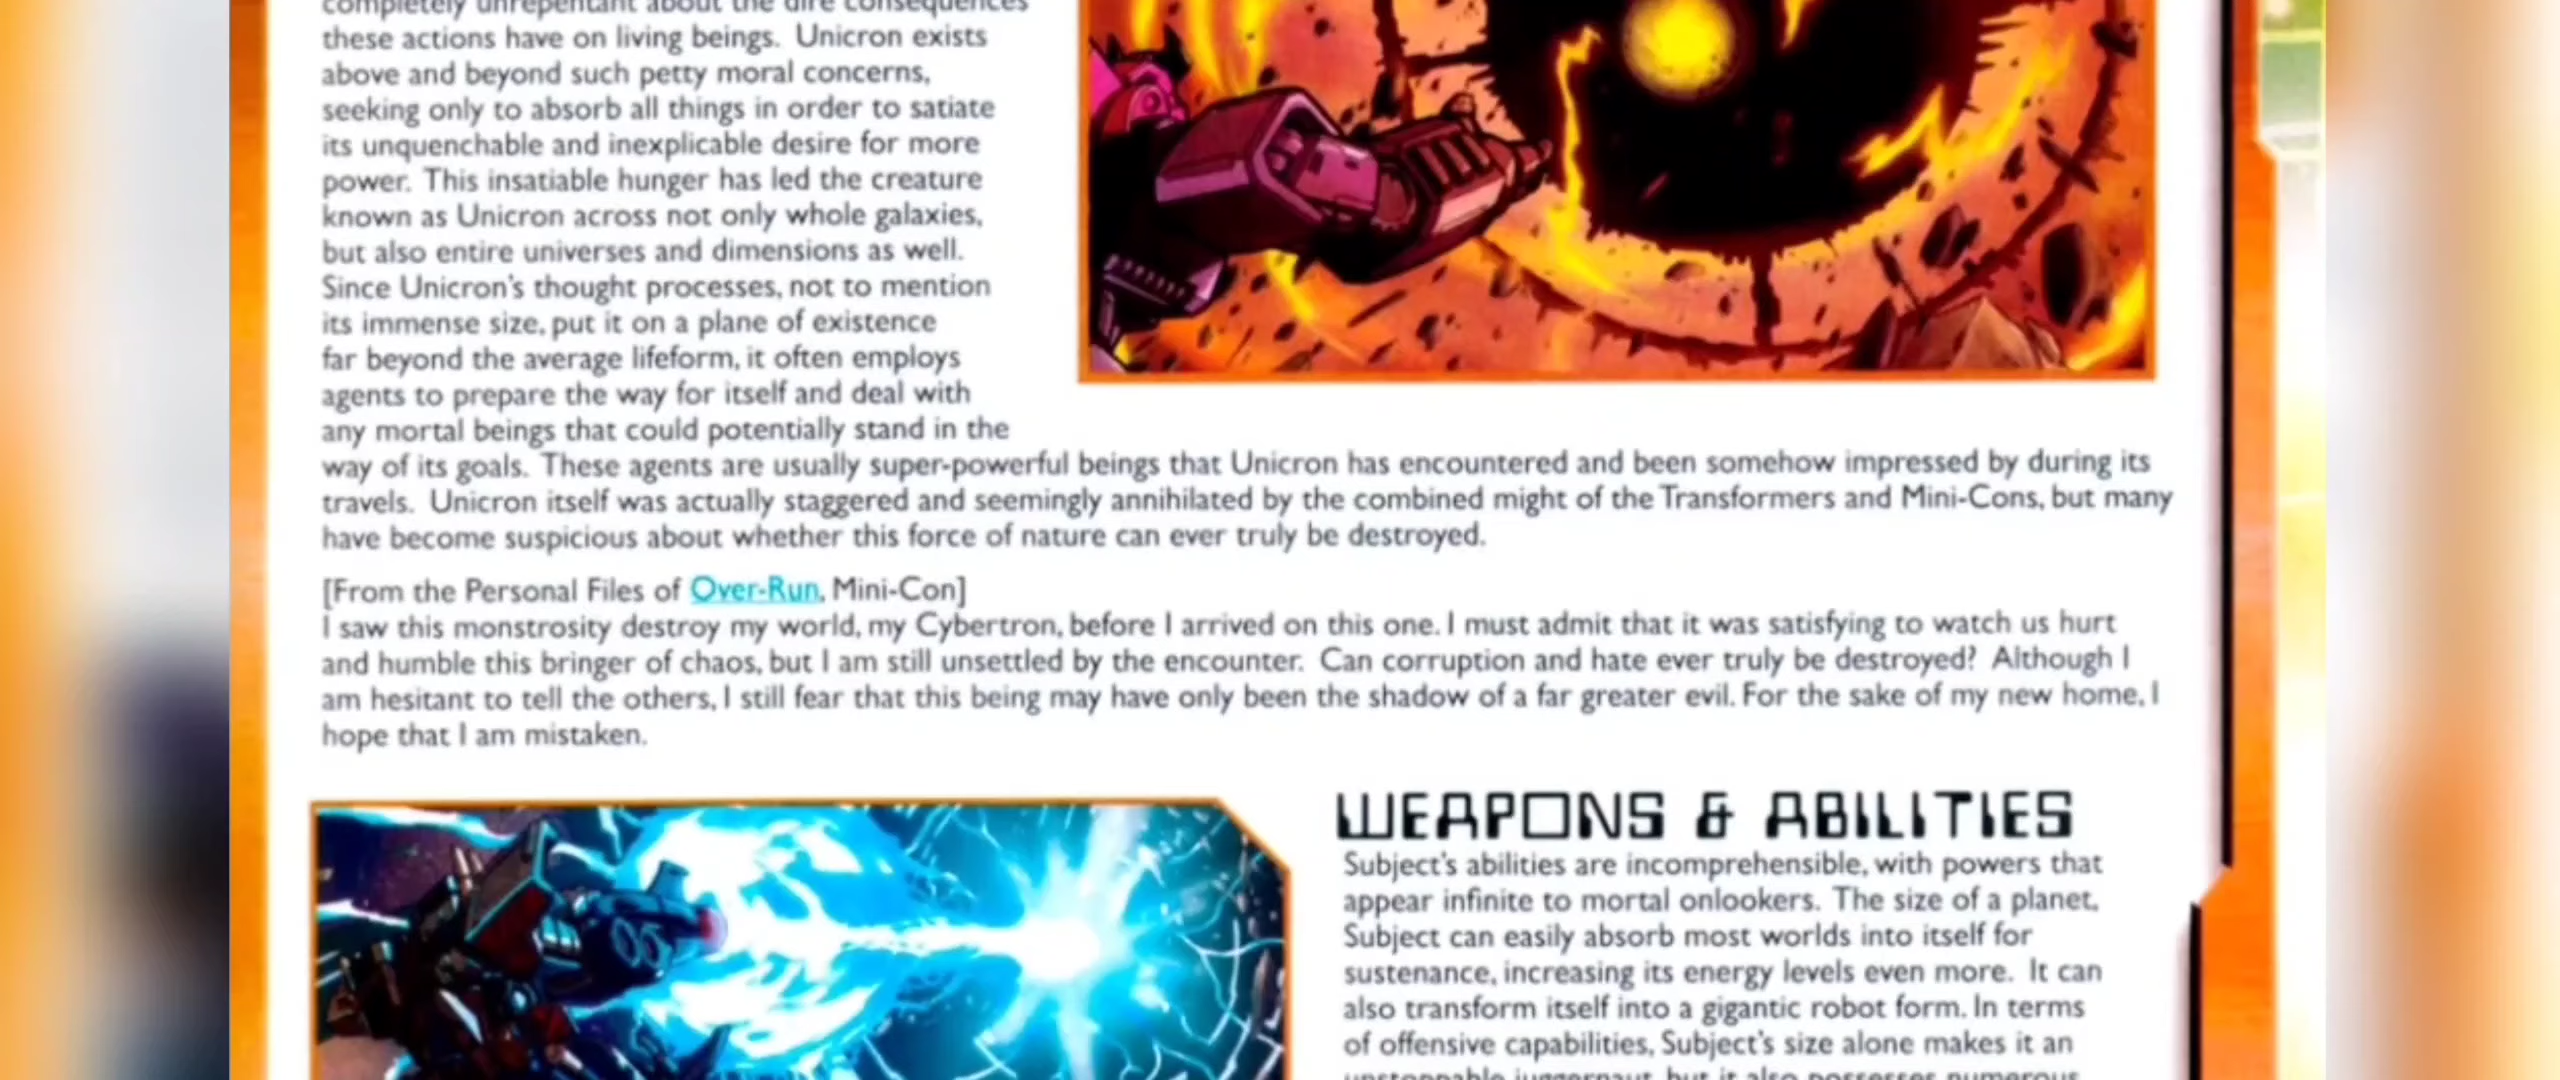 completely unrepentant about the dire consequences
these actions have on living beings. Unicron exists
above and beyond such petty moral concerns,
seeking only to absorb all things in order to satiate
its unquenchable and inexplicable desire for more
power. This insatiable hunger has led the creature
known as Unicron across not only whole galaxies,
but also entire universes and dimensions as well.
Since Unicron's thought processes, not to mention
its immense size, put it on a plane of existence
far beyond the average lifeform, it often employs
agents to prepare the way for itself and deal with
any mortal beings that could potentially stand in the
way of its goals. These agents are usually super-powerful beings that Unicron has encountered and been somehow impressed by during its
travels. Unicron itself was actually staggered and seemingly annihilated by the combined might of the Transformers and Mini-Cons, but many
have become suspicious about whether this force of nature can ever truly be destroyed.
[From the Personal Files of Over-Run, Mini-Con]
I saw this monstrosity destroy my world, my Cybertron, before I arrived on this one. I must admit that it was satisfying to watch us hurt
and humble this bringer of chaos, but I am still unsettled by the encounter. Can corruption and hate ever truly be destroyed? Although I
am hesitant to tell the others, I still fear that this being may have only been the shadow of a far greater evil. For the sake of my new home, I
hope that I am mistaken.
WEAPONS & ABILITIES
Subject's abilities are incomprehensible, with powers that
appear infinite to mortal onlookers. The size of a planet,
Subject can easily absorb most worlds into itself for
sustenance, increasing its energy levels even more. It can
also transform itself into a gigantic robot form. In terms
of offensive capabilities, Subject's size alone makes it an
unstoppable juggernaut, but it also possesses numerous
06